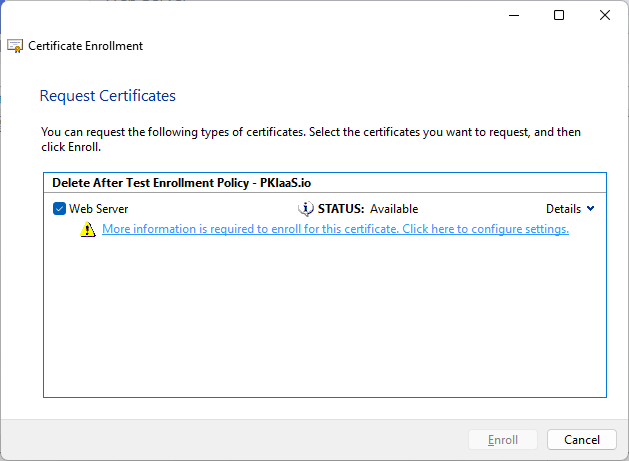 Certificate Enrollment
Request Certificates
You can request the following types of certificates. Select the certificates you want to request, and then
click Enroll.
Delete After Test Enrollment Policy - PKIaaS.io
Web Server STATUS: Available Details
More information is required to enroll for this certificate. Click here to configure settings.
Enroll Cancel